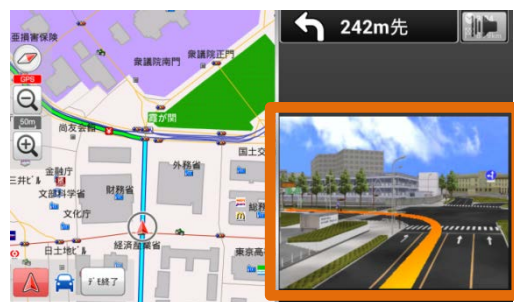 亜損害保険
衆議院南門
衆議院正門
242m先
GPS
霞が関
50m
尚友会館
国土交
外務省
金融庁
三井ビル
文部科学省
財務省
総務
文化庁
経済産業省
日土地ビル
東京高
デモ終了